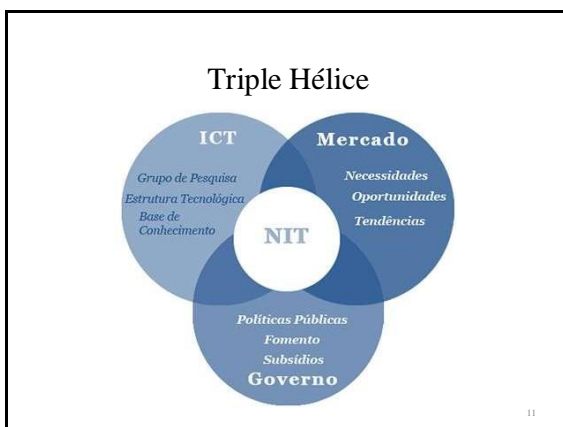 Triple Hélice
ICT
Grupo de Pesquisa
Estrutura Tecnológica
Base de
Conhecimento
Mercado
Necessidades
Oportunidades
Tendências
NIT
Políticas Públicas
Fomento
Subsídios
Governo
11